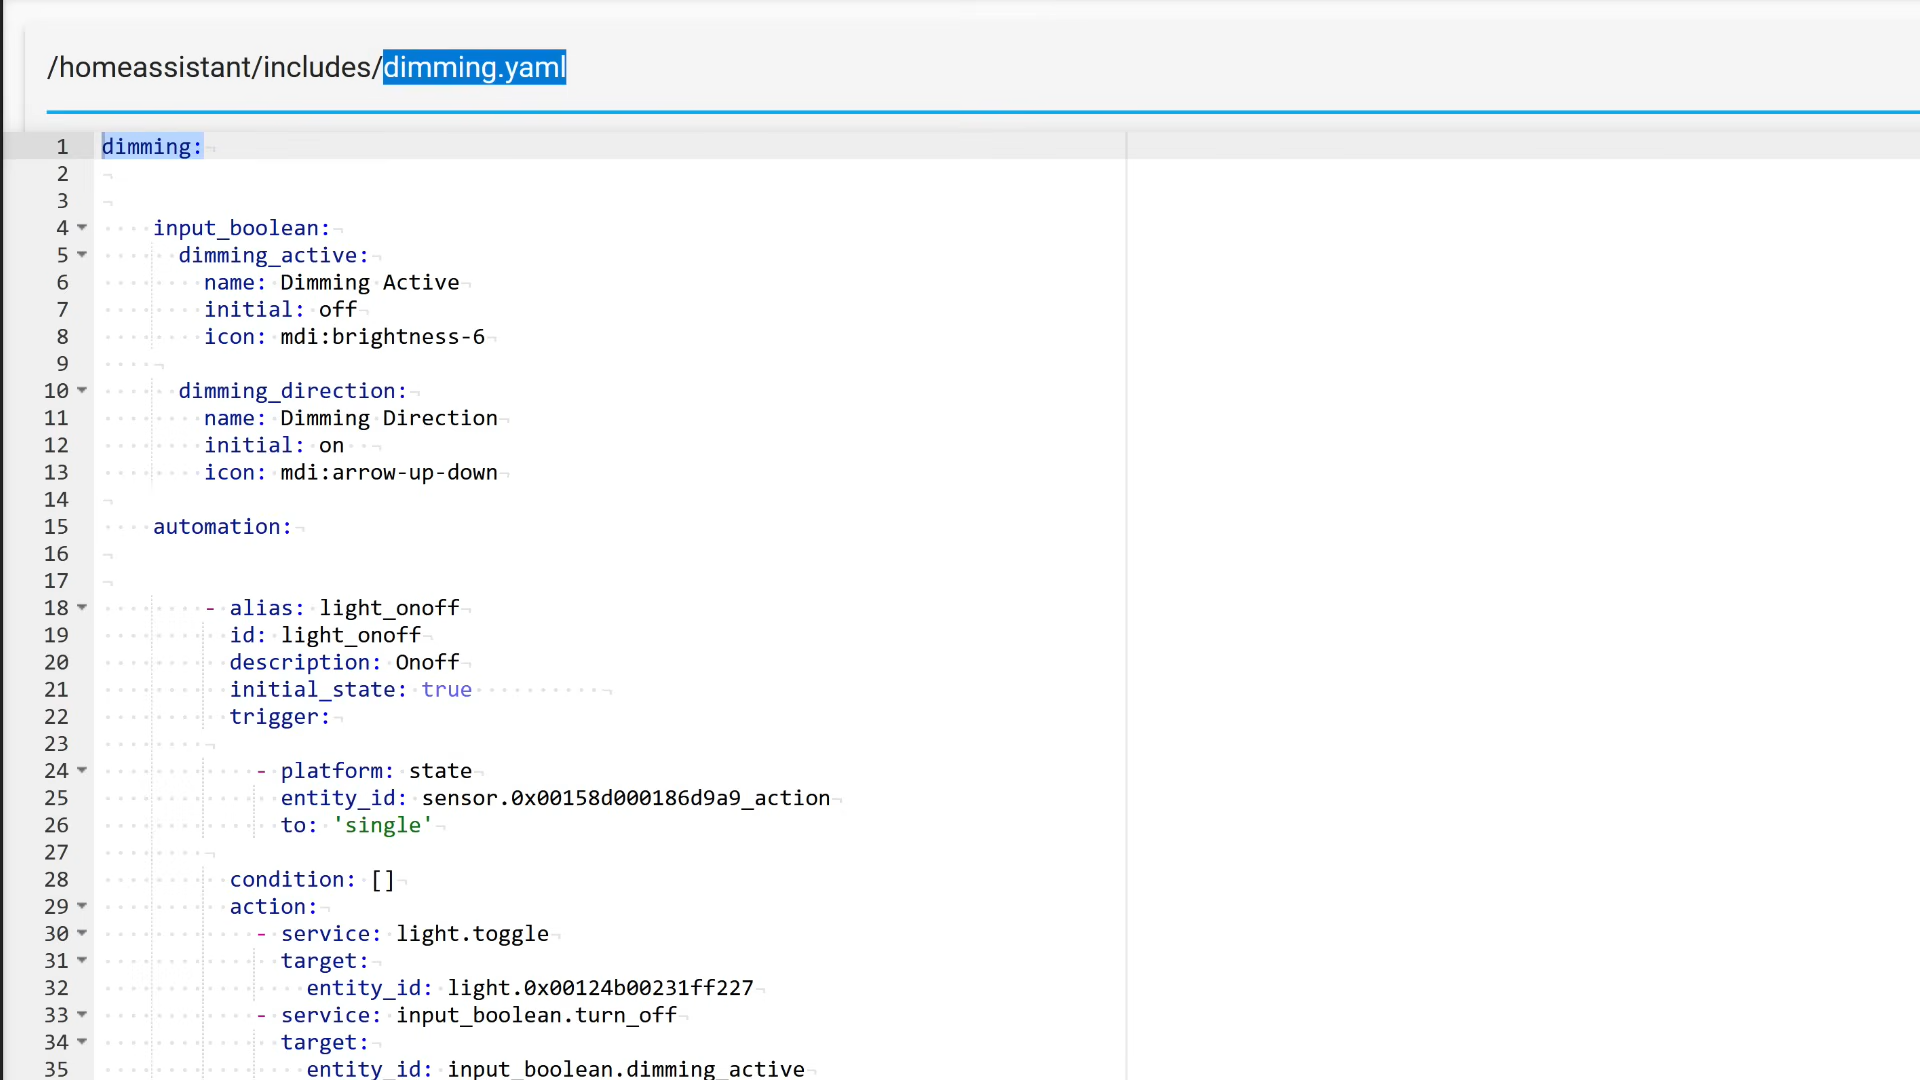 /homeassistant/includes/dimming.yaml
1 dimming:
2
3
4 input_boolean:
5 dimming_active:
6 name: Dimming Active
7 initial: off
8 icon: mdi:brightness-6
9
10 dimming_direction:
11 name: Dimming Direction
12 initial: on
13 icon: mdi:arrow-up-down
14
15 automation:
16
17
18 - alias: light_onoff
19 id: light_onoff
20 description: Onoff
21 initial_state: true
22 trigger:
23
24 - platform: state
25 entity_id: sensor.0x00158d000186d9a9_action
26 to: 'single'
27
28 condition: []
29 action:
30 - service: light.toggle
31 target:
32 entity_id: light.0x00124b00231ff227
33 - service: input_boolean.turn_off
34 target:
35 entity_id: input_boolean.dimming_active